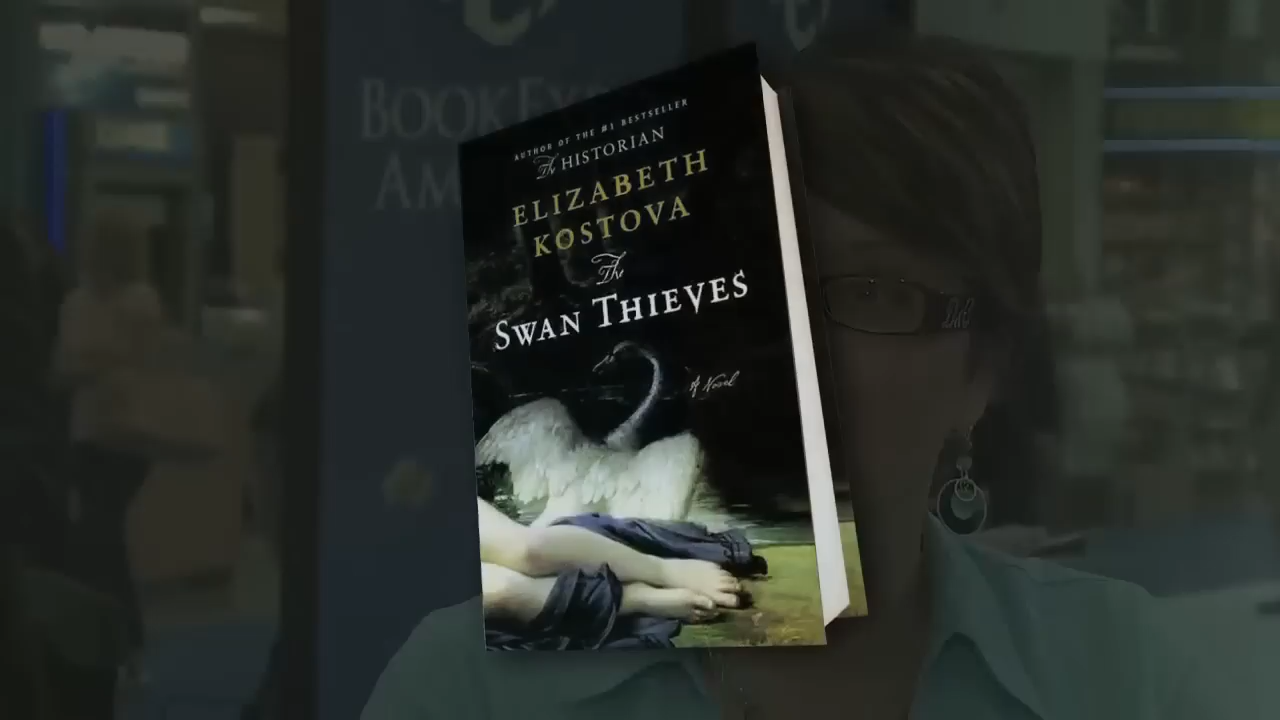 BOOKEX
AM
AUTHOR OF THE #1 BESTSELLER
The HISTORIAN
ELIZABETH
KOSTOVA
The
SWAN THIEVES
A Novel